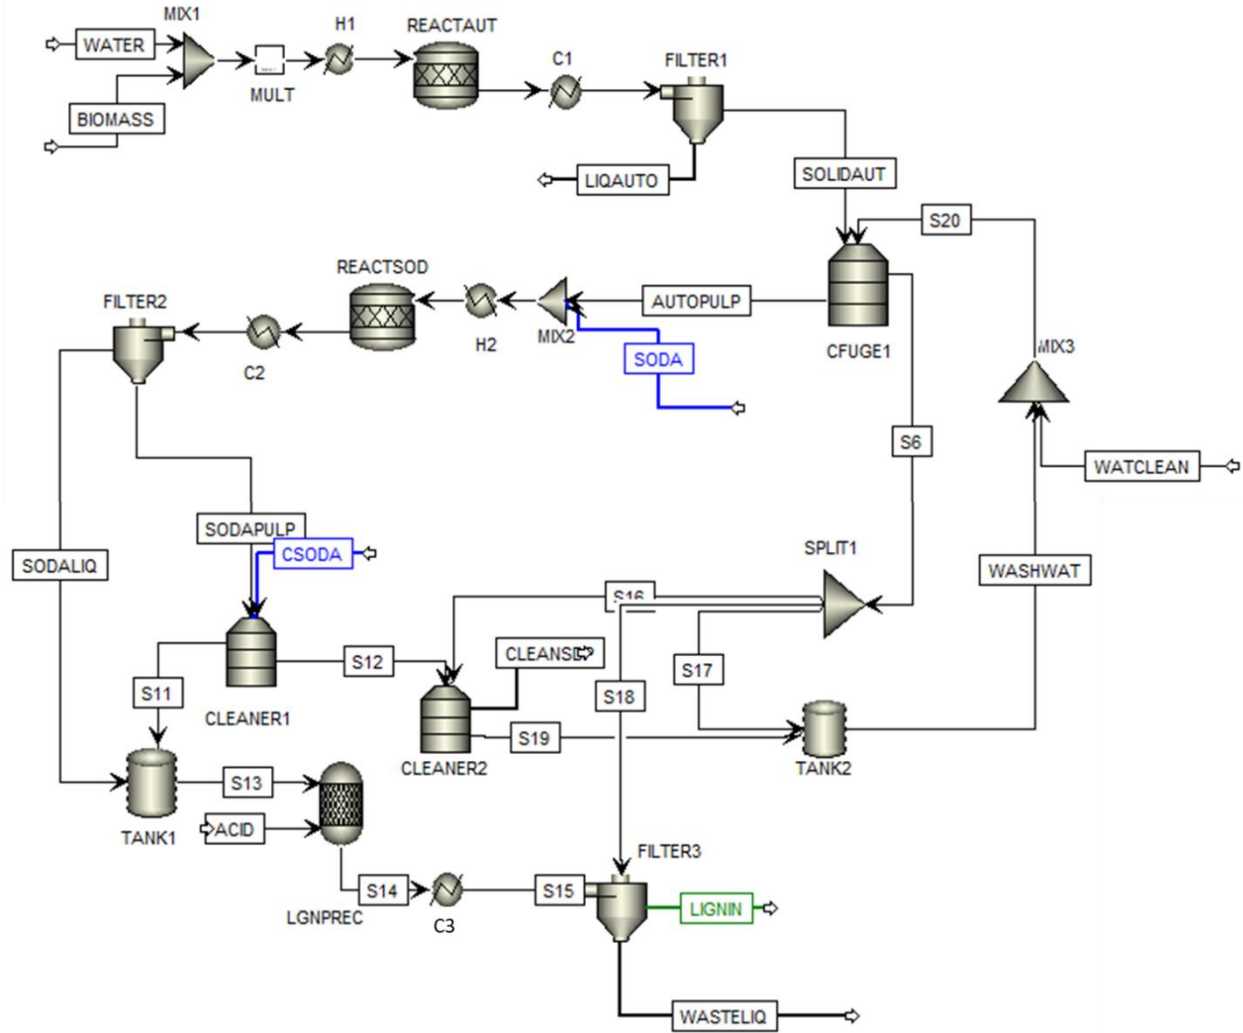 MIX1
WATER
BIOMASS
MULT
H1
REACTAUT
C1
FILTER1
LIQAUTO
SOLIDAUT
S20
REACTSOD
FILTER2
C2
H2
MIX2
AUTOPULP
SODA
CFUGE1
MIX3
S6
WATCLEAN
SODAPULP
CSODA
SODALIQ
SPLIT1
WASHWAT
S16
CLEANS
S12
S17
S11
S18
CLEANER1
S19
CLEANER2
TANK2
S13
ACID
TANK1
FILTER3
S14
S15
LIGNIN
LGNPREC
C3
WASTELIQ